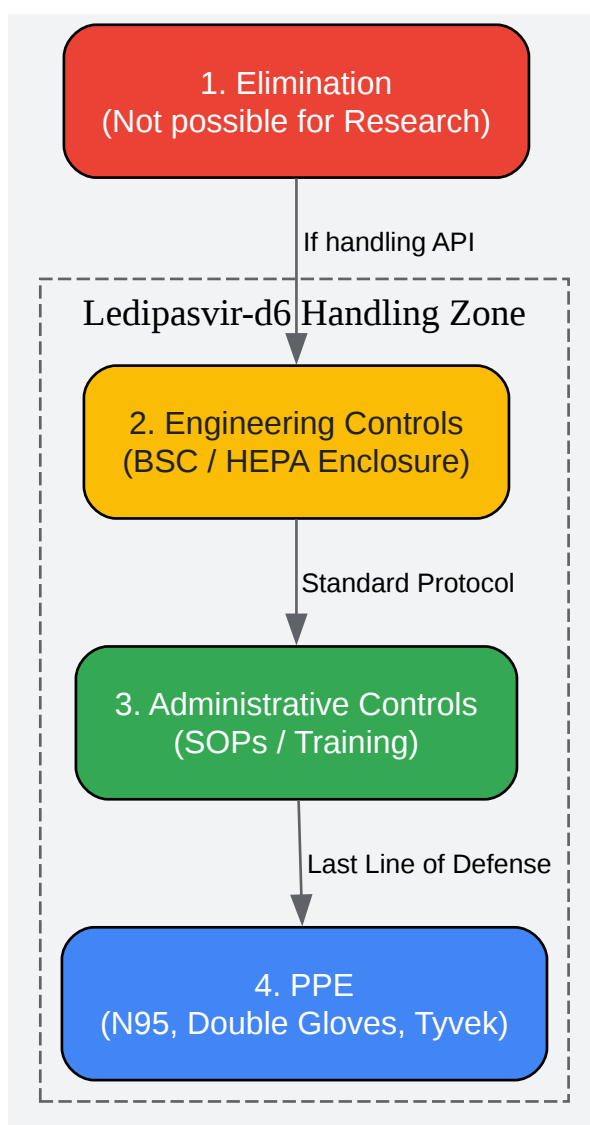 1. Elimination
(Not possible for Research)
If handling API
Ledipasvir-d6 Handling Zone
2. Engineering Controls
(BSC / HEPA Enclosure)
Standard Protocol
3. Administrative Controls
(SOPs / Training)
Last Line of Defense
4. PPE
(N95, Double Gloves, Tyvek)